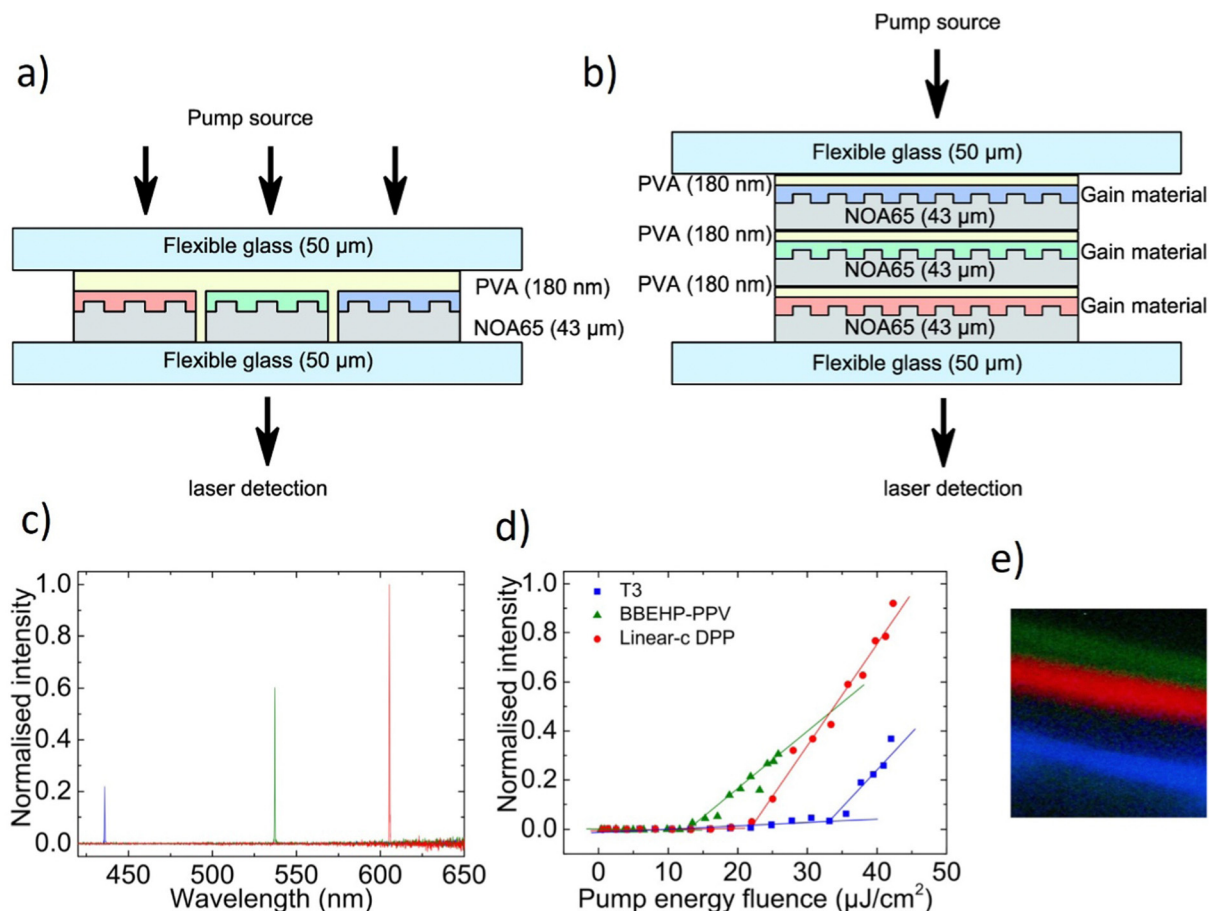 a)
Pump source
Flexible glass (50 µm)
PVA (180 nm)
NOA65 (43 µm)
Flexible glass (50 µm)
laser detection
b)
Pump source
Flexible glass (50 µm)
PVA (180 nm)
Gain material
NOA65 (43 µm)
PVA (180 nm)
Gain material
NOA65 (43 µm)
PVA (180 nm)
Gain material
NOA65 (43 µm)
Flexible glass (50 µm)
laser detection
c)
Normalised intensity
1.0
0.8
0.6
0.4
0.2
0.0
450 500 550 600 650
Wavelength (nm)
d)
Normalised intensity
1.0
0.8
0.6
0.4
0.2
0.0
T3
BBEHP-PPV
Linear-c DPP
0 10 20 30 40 50
Pump energy fluence (µJ/cm²)
e)